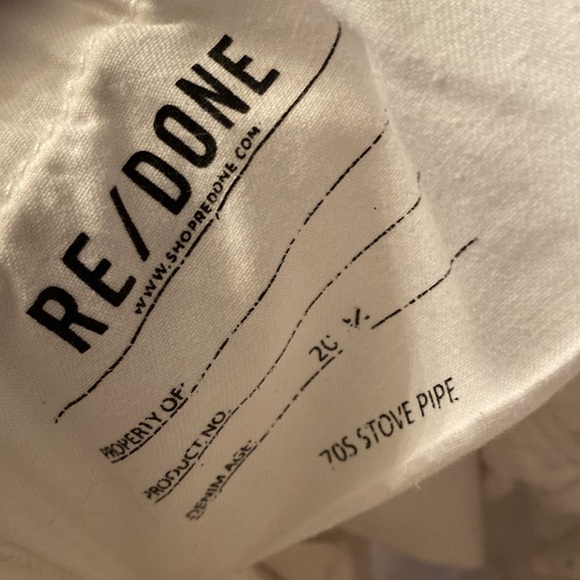 RE/DONE
WWW.SHOPREDONE.COM
PROPERTY OF:
PRODUCT NO.
DENIM AGE:
70S STOVE PIPE